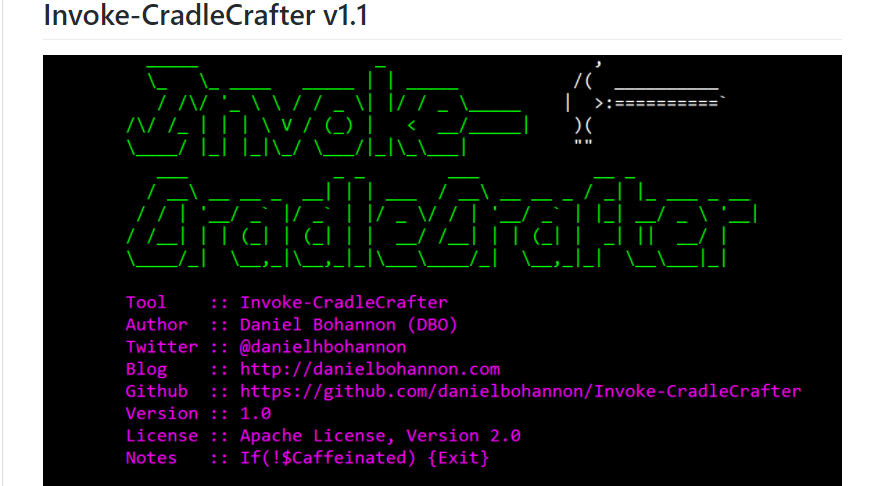 Invoke-CradleCrafter v1.1
Invoke-
CradleCrafter
Tool :: Invoke-CradleCrafter
Author :: Daniel Bohannon (DBO)
Twitter :: @danielhbohannon
Blog :: http://danielbohannon.com
Github :: https://github.com/danielbohannon/Invoke-CradleCrafter
Version :: 1.0
License :: Apache License, Version 2.0
Notes :: If(!$Caffeinated) {Exit}